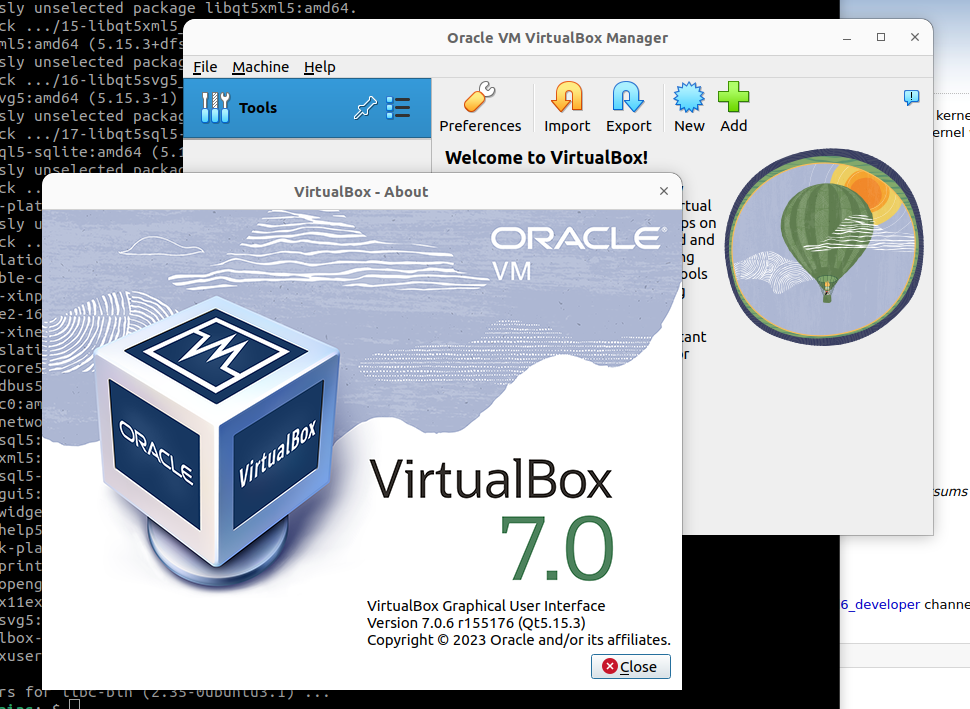 sly unselected package libqt5xml5:amd64.
ck .../15-libqt5xml5_
ml5:amd64 (5.15.3+dfs
sly unselected packag
ck .../16-libqt5svg5_
vg5:amd64 (5.15.3-1)
sly unselected packag
ck .../17-libqt5sql5-
ql5-sqlite:amd64 (5.1
sly unselected packag
ck ..
-plat
sly u
ck ..
latio
ble-c
-xinp
e2-16
-xine
slati
core5
dbus5
c0:am
netwo
sql5:
xml5:
sql5-
gui5:
widge
help5
k-pla
print
openg
x11ex
svg5:
lbox-
xuser
rs for libc-bin (2.35-0ubuntu3.1) ...
Oracle VM VirtualBox Manager
File Machine Help
Tools
Preferences Import Export New Add
Welcome to VirtualBox!
rtual
ps on
d and
ng
ools
tant
or
kerne
ernel
sums
6_developer channe
VirtualBox - About
ORACLE®
VM
VM
ORACLE
VirtualBox
VirtualBox
7.0
VirtualBox Graphical User Interface
Version 7.0.6 r155176 (Qt5.15.3)
Copyright © 2023 Oracle and/or its affiliates.
Close